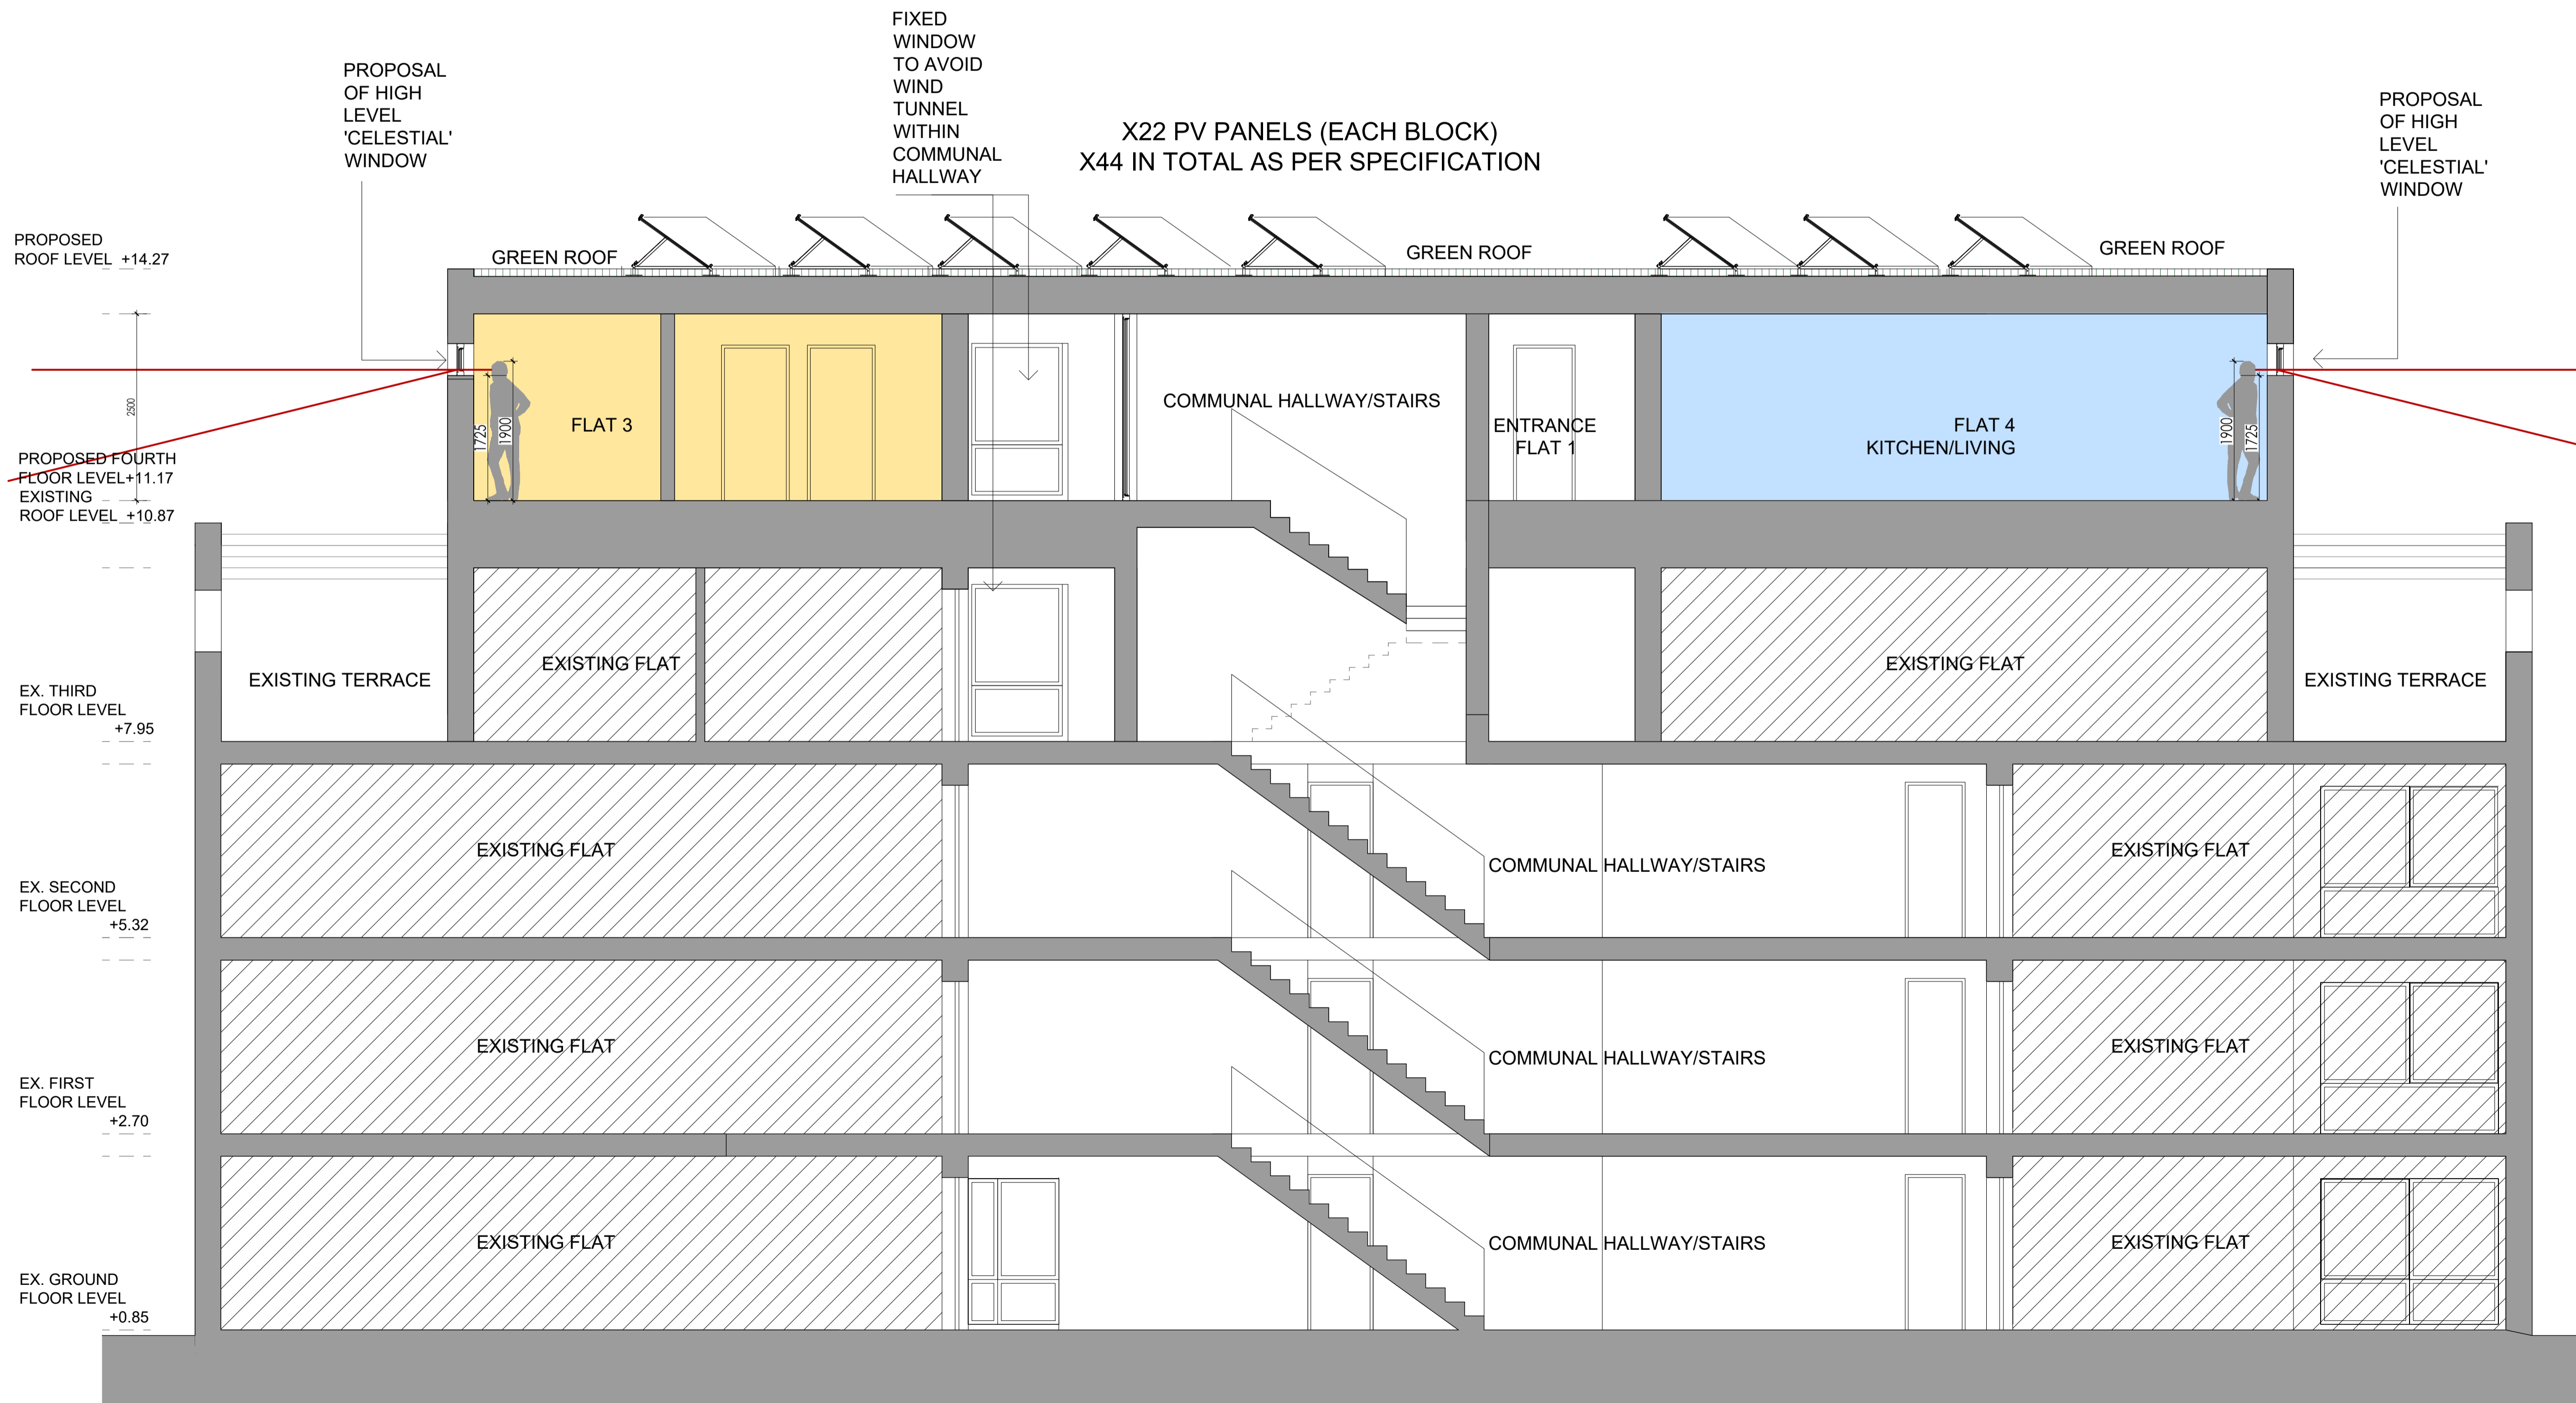 FIXED
WINDOW
TO AVOID
WIND
TUNNEL
WITHIN
COMMUNAL
HALLWAY
PROPOSAL
OF HIGH
LEVEL
'CELESTIAL'
WINDOW
X22 PV PANELS (EACH BLOCK)
X44 IN TOTAL AS PER SPECIFICATION
PROPOSAL
OF HIGH
LEVEL
'CELESTIAL'
WINDOW
PROPOSED
ROOF LEVEL +14.27
GREEN ROOF
GREEN ROOF
GREEN ROOF
2500
1725
1900
FLAT 3
COMMUNAL HALLWAY/STAIRS
ENTRANCE
FLAT 1
FLAT 4
KITCHEN/LIVING
1900
1725
PROPOSED FOURTH
FLOOR LEVEL+11.17
EXISTING
ROOF LEVEL +10.87
EXISTING TERRACE
EXISTING FLAT
EXISTING FLAT
EXISTING TERRACE
EX. THIRD
FLOOR LEVEL
+7.95
EXISTING FLAT
COMMUNAL HALLWAY/STAIRS
EXISTING FLAT
EX. SECOND
FLOOR LEVEL
+5.32
EXISTING FLAT
COMMUNAL HALLWAY/STAIRS
EXISTING FLAT
EX. FIRST
FLOOR LEVEL
+2.70
EXISTING FLAT
COMMUNAL HALLWAY/STAIRS
EXISTING FLAT
EX. GROUND
FLOOR LEVEL
+0.85